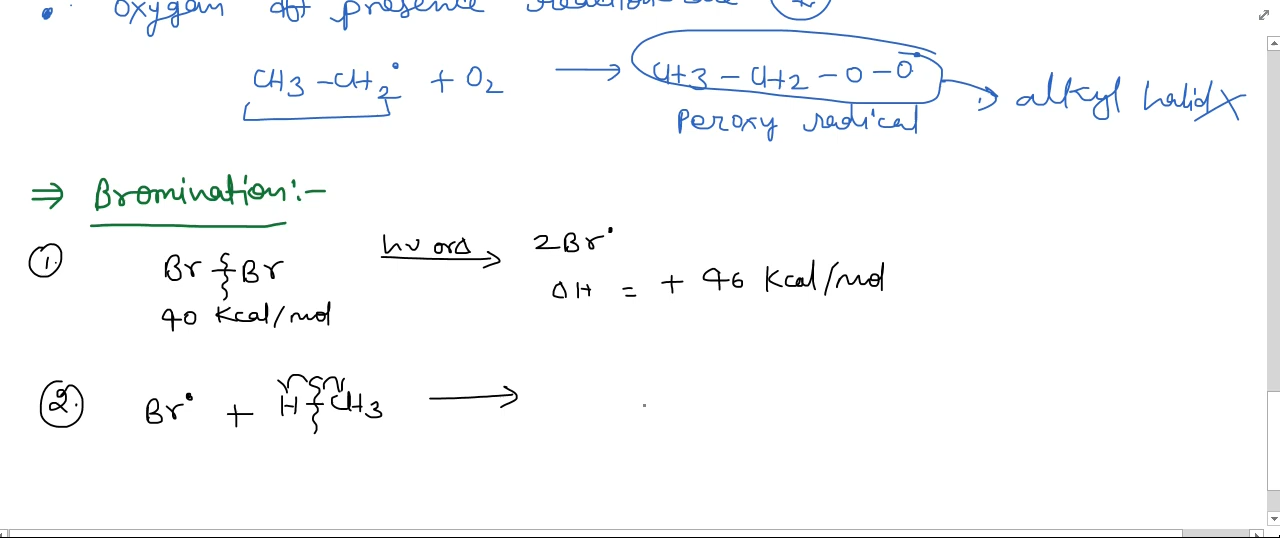 • oxygen presence
CH3 – CH2• + O2 ⟶ CH3 – CH2 – O – O → alkyl halid
Peroxy radical
⇒ Bromination :–
① Br Br hν or Δ ⟶ 2Br•
40 Kcal/mol ΔH = + 46 Kcal/mol
②. Br• + H CH3 ⟶